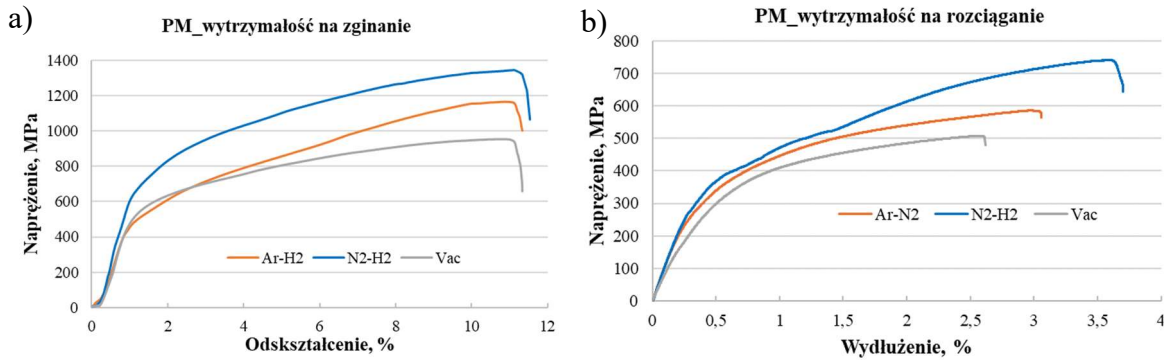 a)
PM_wytrzymałość na zginanie
Naprężenie, MPa
1400
1200
1000
800
600
400
200
0
0 2 4 6 8 10 12
Ar-H2 N2-H2 Vac
Odskształcenie, %
b)
PM_wytrzymałość na rozciąganie
Naprężenie, MPa
800
700
600
500
400
300
200
100
0
0 0,5 1 1,5 2 2,5 3 3,5 4
Ar-N2 N2-H2 Vac
Wydłużenie, %